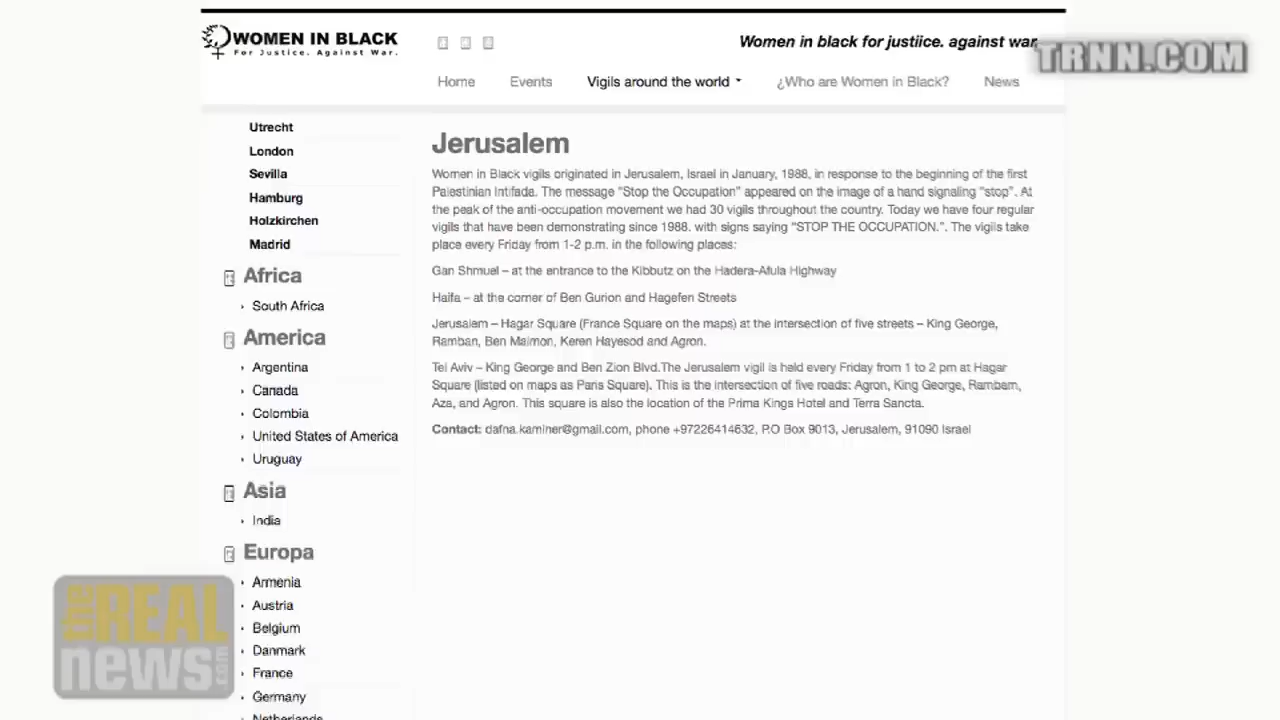 WOMEN IN BLACK
For Justice. Against War.
Women in black for justiice. against war.
TRNN.COM
Home
Events
Vigils around the world
¿Who are Women in Black?
News
Utrecht
London
Sevilla
Hamburg
Holzkirchen
Madrid
Africa
South Africa
America
Argentina
Canada
Colombia
United States of America
Uruguay
Asia
India
Europa
Armenia
Austria
Belgium
Danmark
France
Germany
Netherlands
Jerusalem
Women in Black vigils originated in Jerusalem, Israel in January, 1988, in response to the beginning of the first
Palestinian Intifada. The message “Stop the Occupation” appeared on the image of a hand signaling “stop”. At
the peak of the anti-occupation movement we had 30 vigils throughout the country. Today we have four regular
vigils that have been demonstrating since 1988. with signs saying “STOP THE OCCUPATION.”. The vigils take
place every Friday from 1-2 p.m. in the following places:
Gan Shmuel – at the entrance to the Kibbutz on the Hadera-Afula Highway
Haifa – at the corner of Ben Gurion and Hagefen Streets
Jerusalem – Hagar Square (France Square on the maps) at the intersection of five streets – King George,
Ramban, Ben Maimon, Keren Hayesod and Agron.
Tel Aviv – King George and Ben Zion Blvd.The Jerusalem vigil is held every Friday from 1 to 2 pm at Hagar
Square (listed on maps as Paris Square). This is the intersection of five roads: Agron, King George, Rambam,
Aza, and Agron. This square is also the location of the Prima Kings Hotel and Terra Sancta.
Contact: dafna.kaminer@gmail.com, phone +97226414632, P.O Box 9013, Jerusalem, 91090 Israel
the REAL
news.com